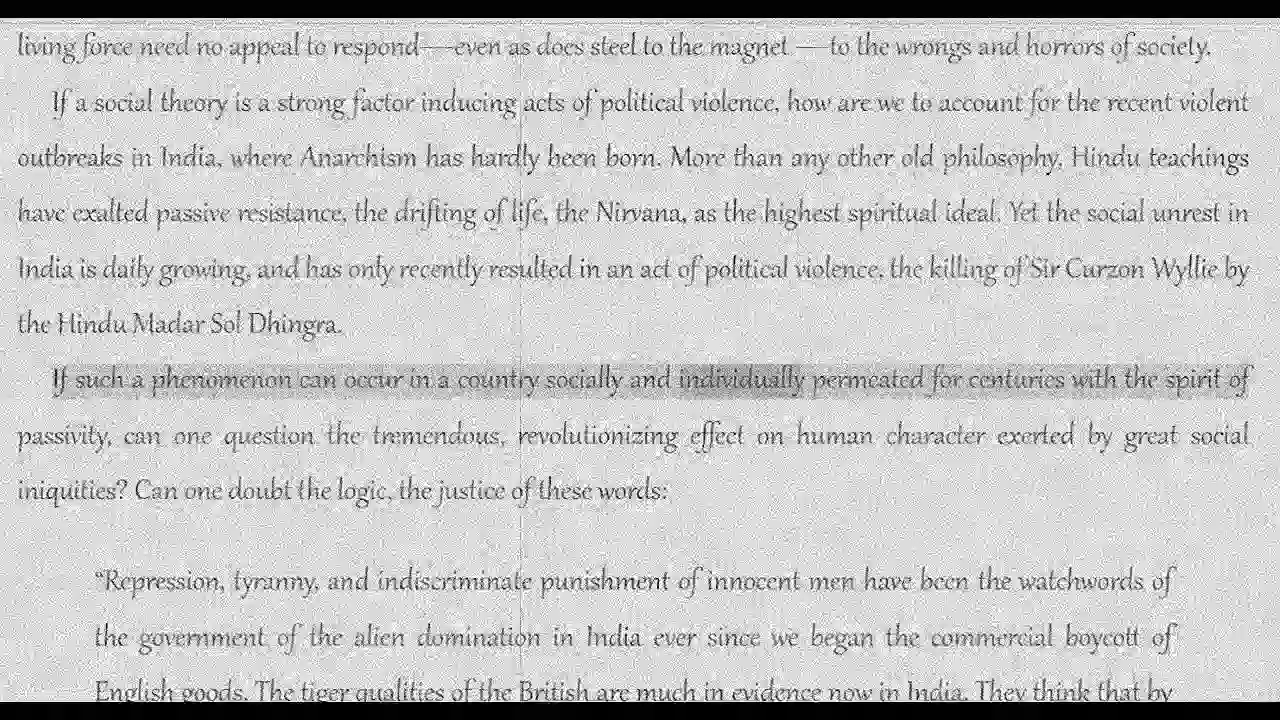 living force need no appeal to respond—even as does steel to the magnet —to the wrongs and horrors of society.
If a social theory is a strong factor inducing acts of political violence, how are we to account for the recent violent
outbreaks in India, where Anarchism has hardly been born. More than any other old philosophy, Hindu teachings
have exalted passive resistance, the drifting of life, the Nirvana, as the highest spiritual ideal. Yet the social unrest in
India is daily growing, and has only recently resulted in an act of political violence, the killing of Sir Curzon Wyllie by
the Hindu Madar Sol Dhingra.
If such a phenomenon can occur in a country socially and individually permeated for centuries with the spirit of
passivity, can one question the tremendous, revolutionizing effect on human character exerted by great social
iniquities? Can one doubt the logic, the justice of these words:
“Repression, tyranny, and indiscriminate punishment of innocent men have been the watchwords of
the government of the alien domination in India ever since we began the commercial boycott of
English goods. The tiger qualities of the British are much in evidence now in India. They think that by